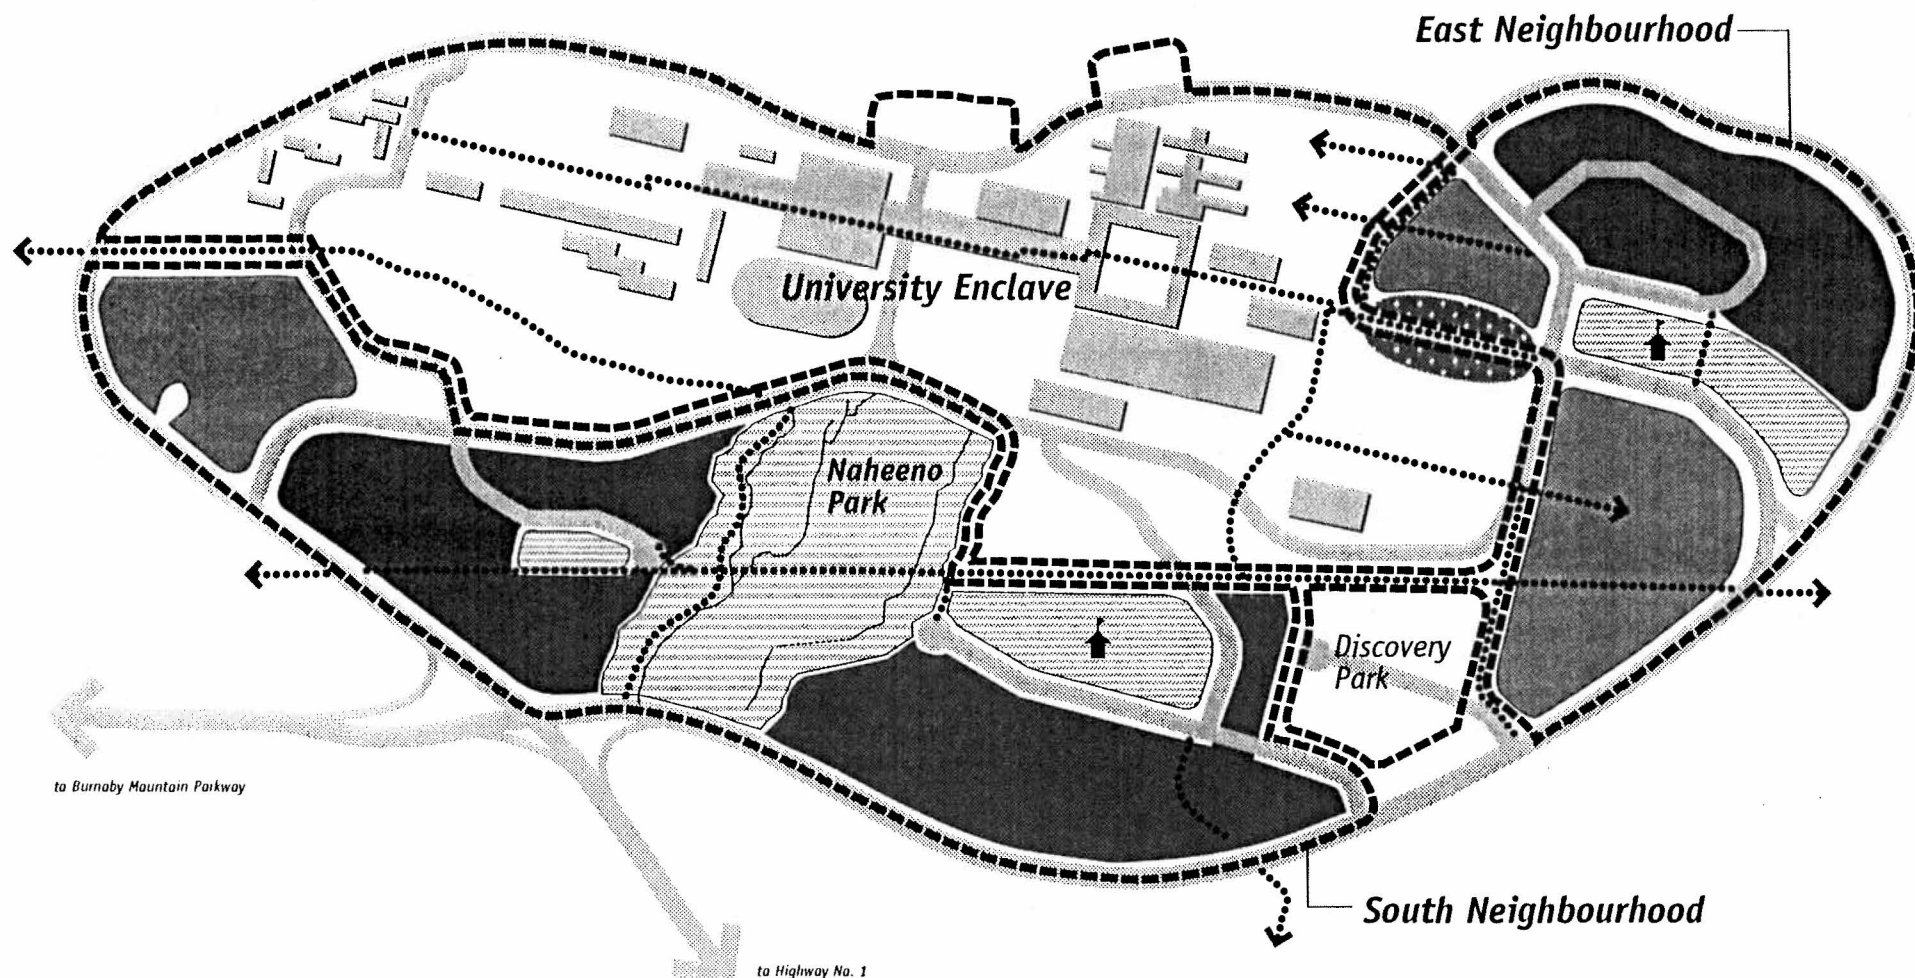 East Neighbourhood
University Enclave
Naheeno
Park
Discovery
Park
to Burnaby Mountain Parkway
South Neighbourhood
to Highway No. 1